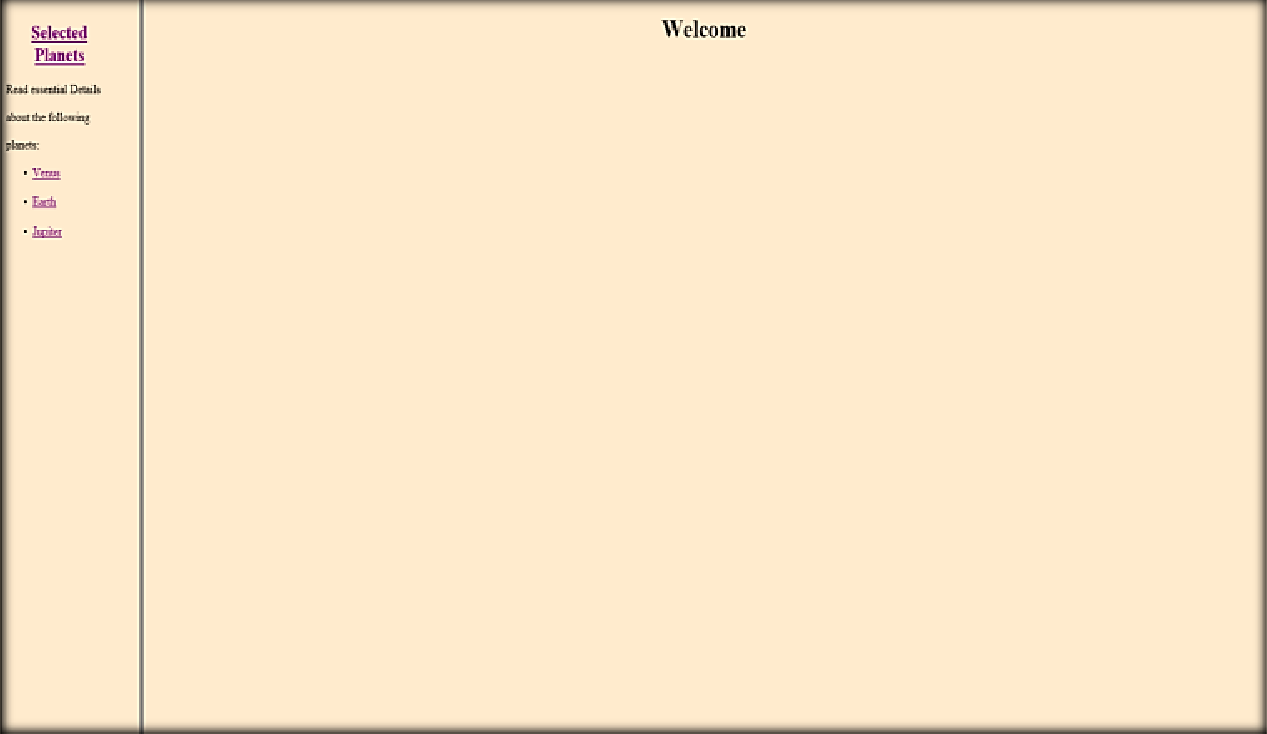 Selected
Planets
Read essential Details
about the following
planets:
• Venus
• Earth
• Jupiter
Welcome